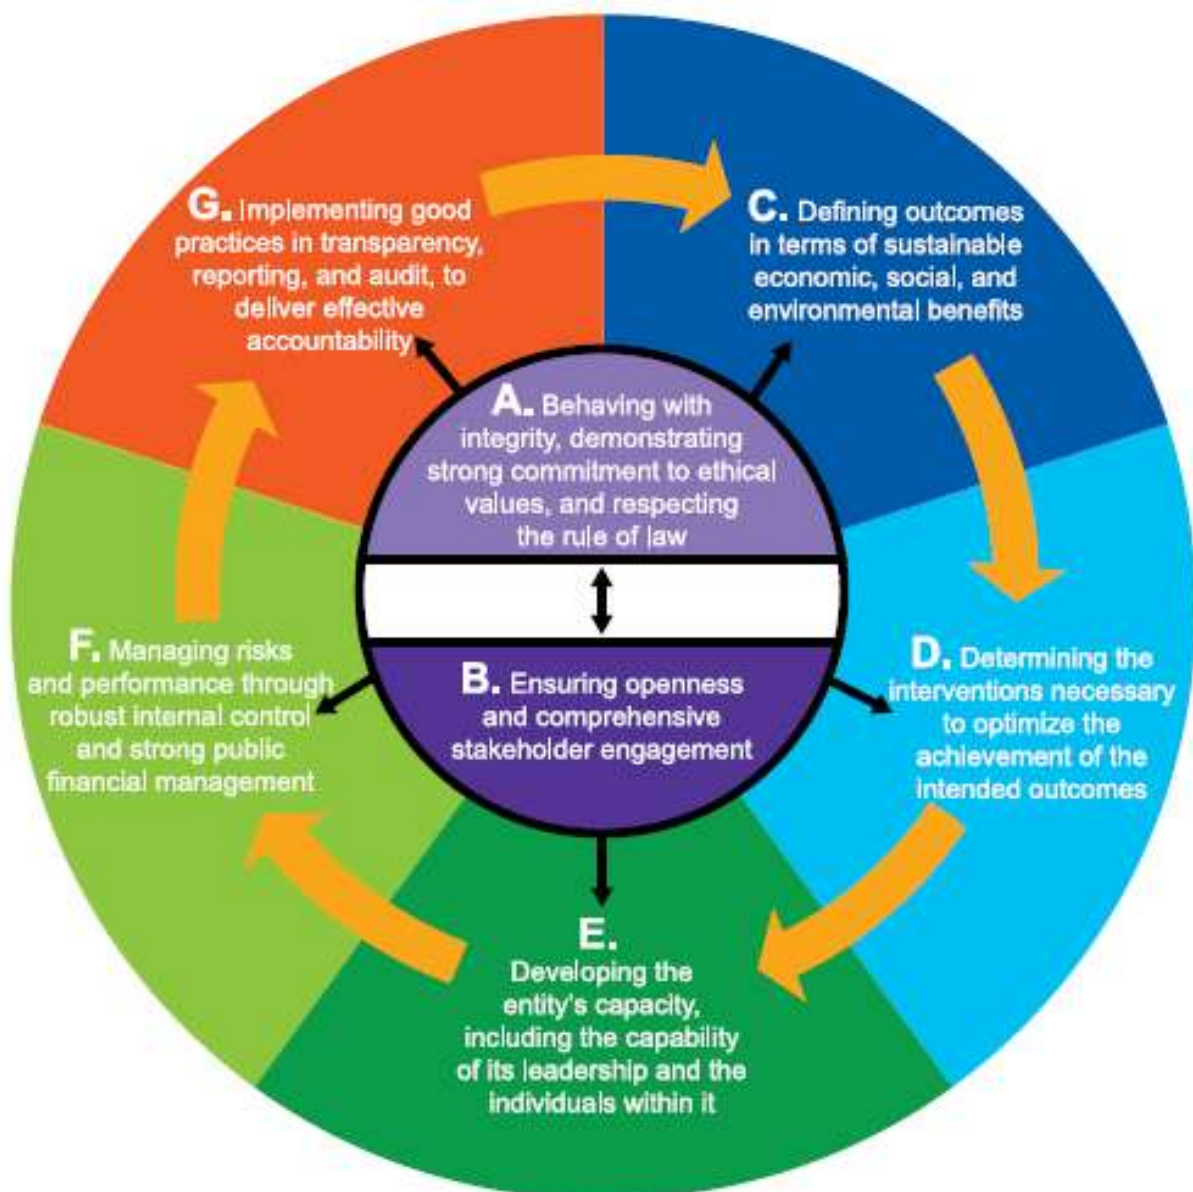 G. Implementing good
practices in transparency,
reporting, and audit, to
deliver effective
accountability
C. Defining outcomes
in terms of sustainable
economic, social, and
environmental benefits
A. Behaving with
integrity, demonstrating
strong commitment to ethical
values, and respecting
the rule of law
F. Managing risks
and performance through
robust internal control
and strong public
financial management
B. Ensuring openness
and comprehensive
stakeholder engagement
D. Determining the
interventions necessary
to optimize the
achievement of the
intended outcomes
E.
Developing the
entity's capacity,
including the capability
of its leadership and the
individuals within it